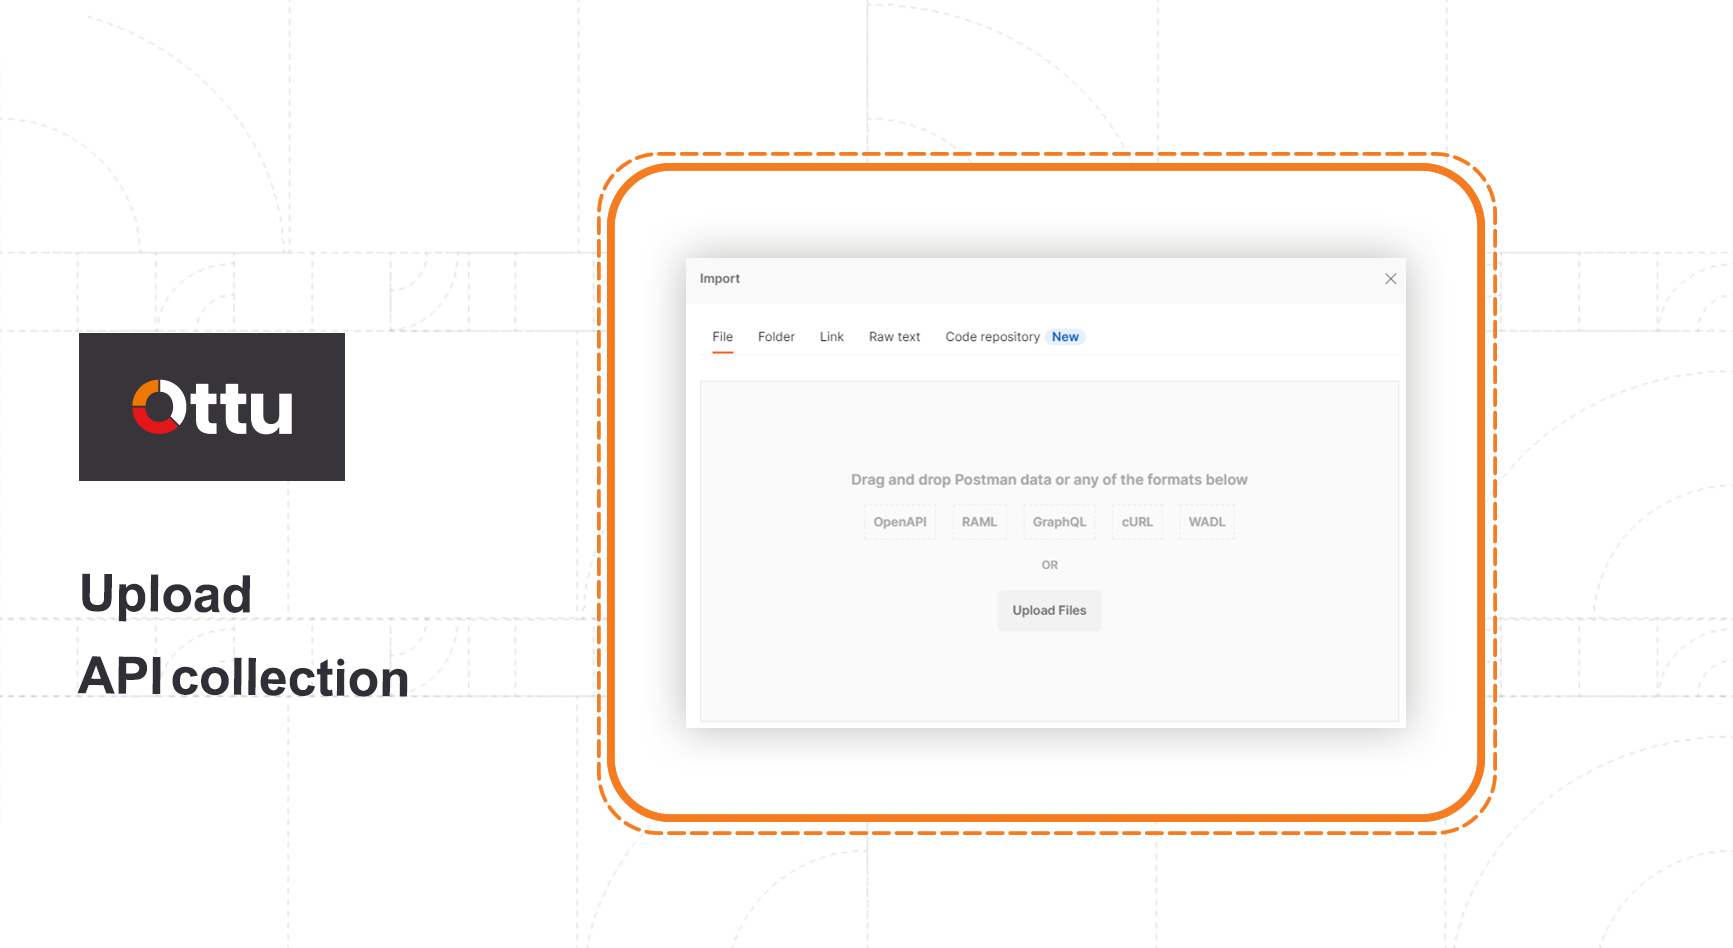 Ottu
Upload
API collection
Import
File Folder Link Raw text Code repository New
Drag and drop Postman data or any of the formats below
OpenAPI RAML GraphQL cURL WADL
OR
Upload Files